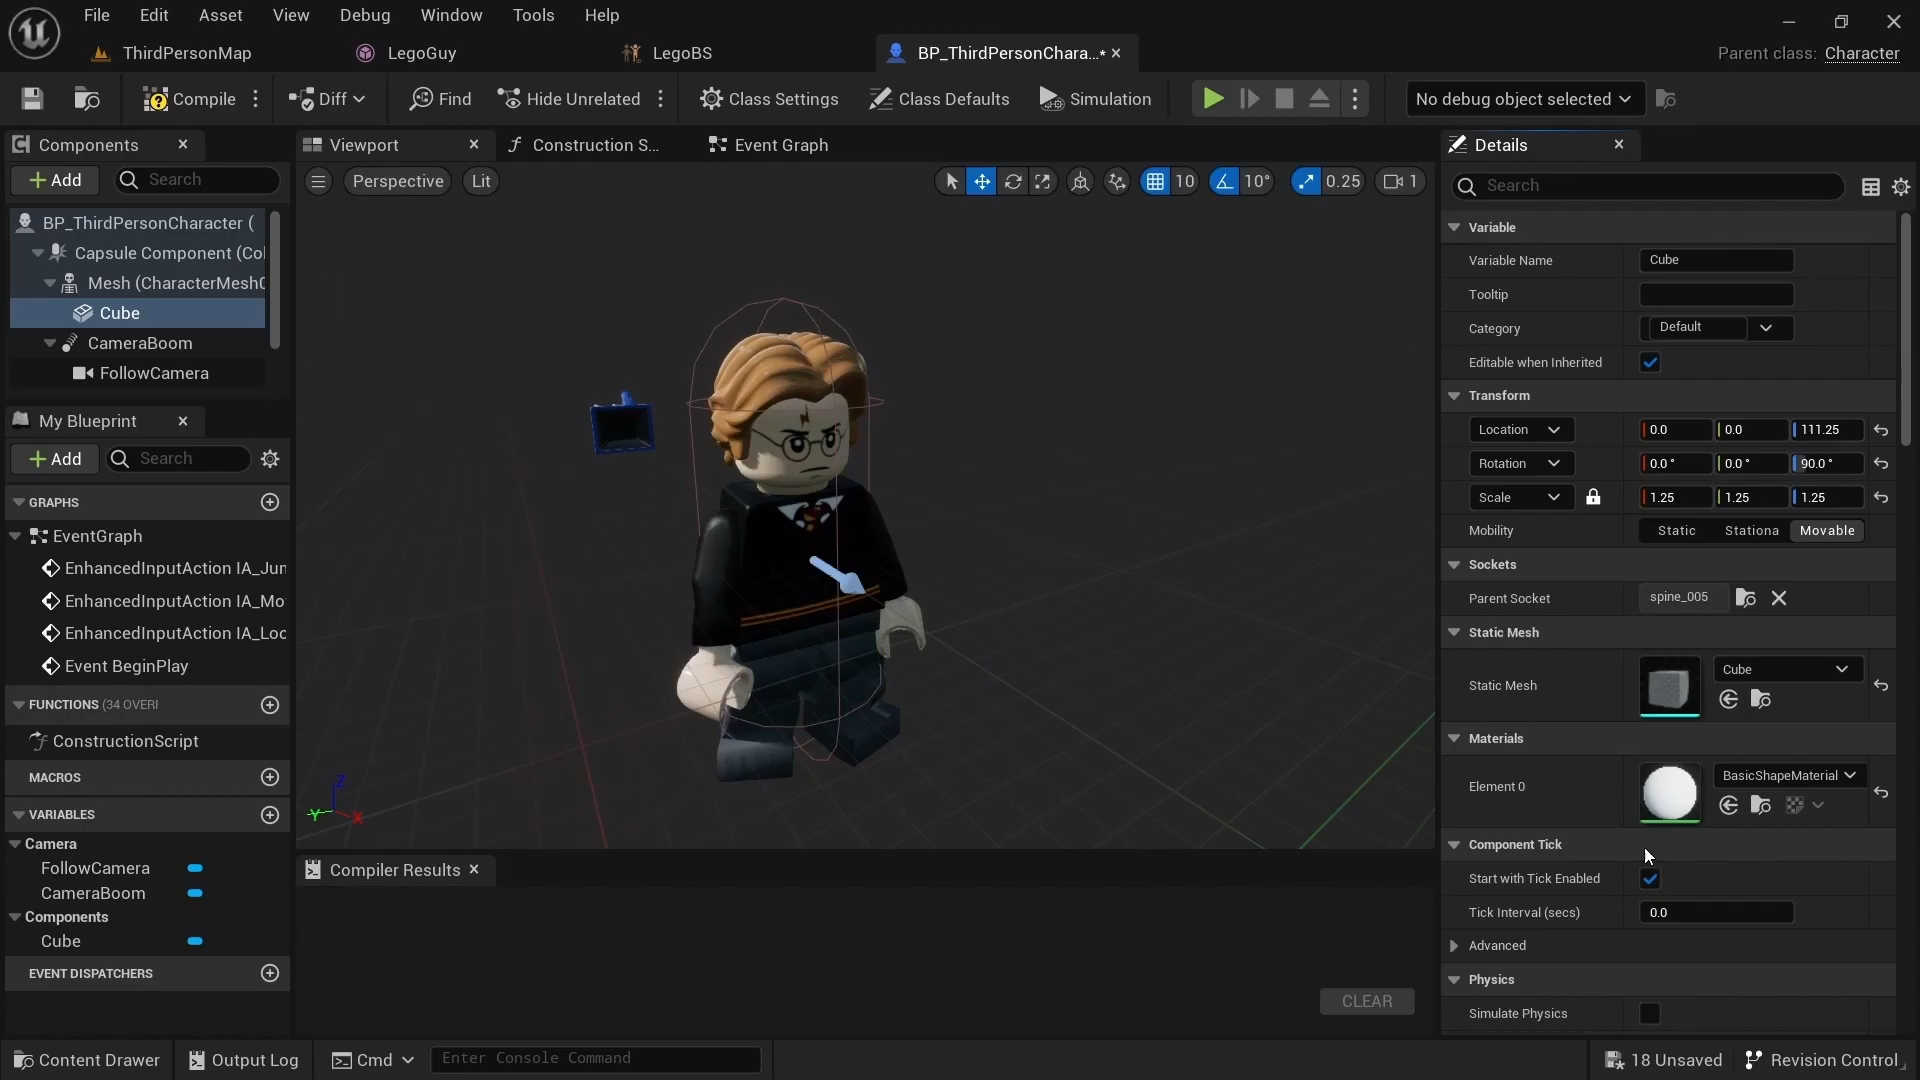 File Edit Asset View Debug Window Tools Help
ThirdPersonMap LegoGuy LegoBS BP_ThirdPersonChara...* Parent class: Character
Compile Diff Find Hide Unrelated Class Settings Class Defaults Simulation No debug object selected
Components Viewport Construction S... Event Graph Details
Add Search Perspective Lit 10 10° 0.25 1 Search
BP_ThirdPersonCharacter (
Capsule Component (Col
Mesh (CharacterMesh0
Cube
CameraBoom
FollowCamera
My Blueprint
Add Search
GRAPHS
EventGraph
EnhancedInputAction IA_Jun
EnhancedInputAction IA_Mo
EnhancedInputAction IA_Loc
Event BeginPlay
FUNCTIONS (34 OVERI
ConstructionScript
MACROS
VARIABLES
Camera
FollowCamera
CameraBoom
Components
Cube
EVENT DISPATCHERS
Z
Y X
Compiler Results
CLEAR
Variable
Variable Name Cube
Tooltip
Category Default
Editable when Inherited
Transform
Location 0.0 0.0 111.25
Rotation 0.0 ° 0.0 ° 90.0 °
Scale 1.25 1.25 1.25
Mobility Static Stationa Movable
Sockets
Parent Socket spine_005
Static Mesh
Static Mesh Cube
Materials
Element 0 BasicShapeMaterial
Component Tick
Start with Tick Enabled
Tick Interval (secs) 0.0
Advanced
Physics
Simulate Physics
Content Drawer Output Log Cmd Enter Console Command 18 Unsaved Revision Control